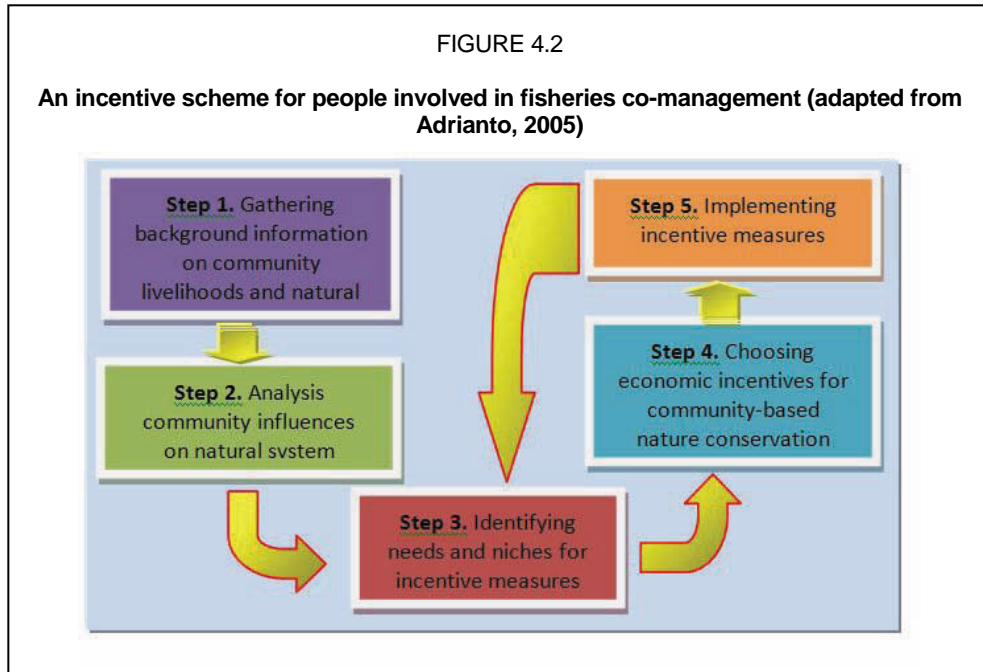 FIGURE 4.2
An incentive scheme for people involved in fisheries co-management (adapted from
Adrianto, 2005)
Step 1. Gathering
background information
on community
livelihoods and natural
Step 2. Analysis
community influences
on natural system
Step 3. Identifying
needs and niches for
incentive measures
Step 4. Choosing
economic incentives for
community-based
nature conservation
Step 5. Implementing
incentive measures